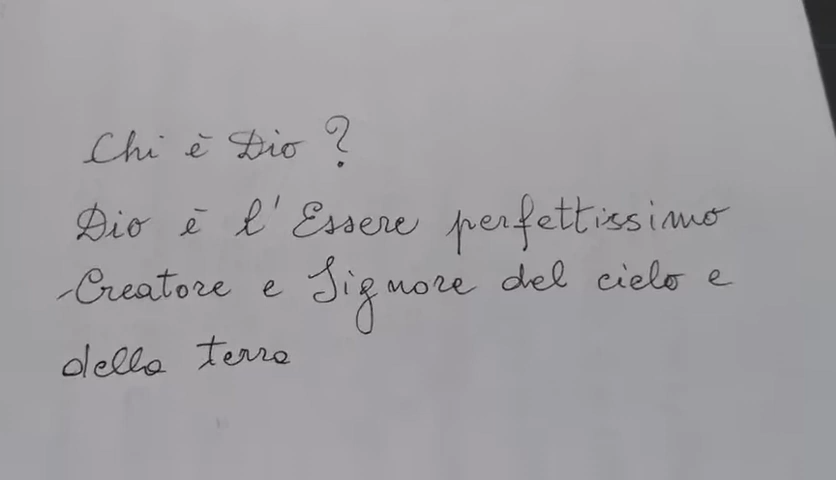 Chi è Dio ?
Dio è l'Essere perfettissimo
Creatore e Signore del cielo e
della terra